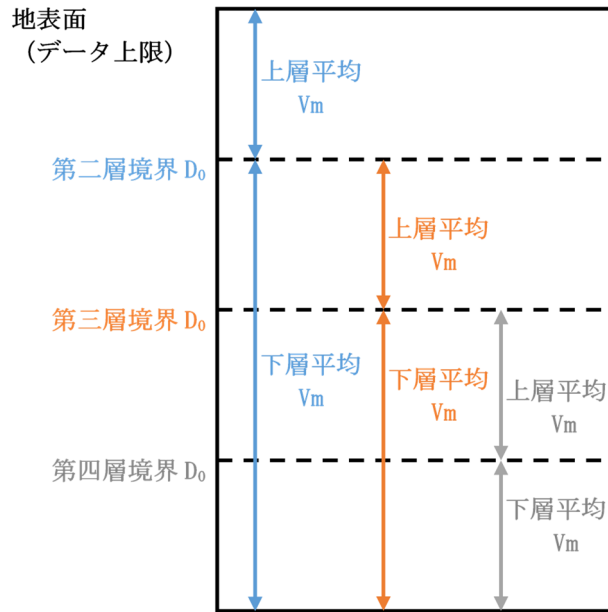 地表面
（データ上限）
上層平均
Vm
第二層境界 D₀
上層平均
Vm
第三層境界 D₀
下層平均
Vm
下層平均
Vm
上層平均
Vm
第四層境界 D₀
下層平均
Vm